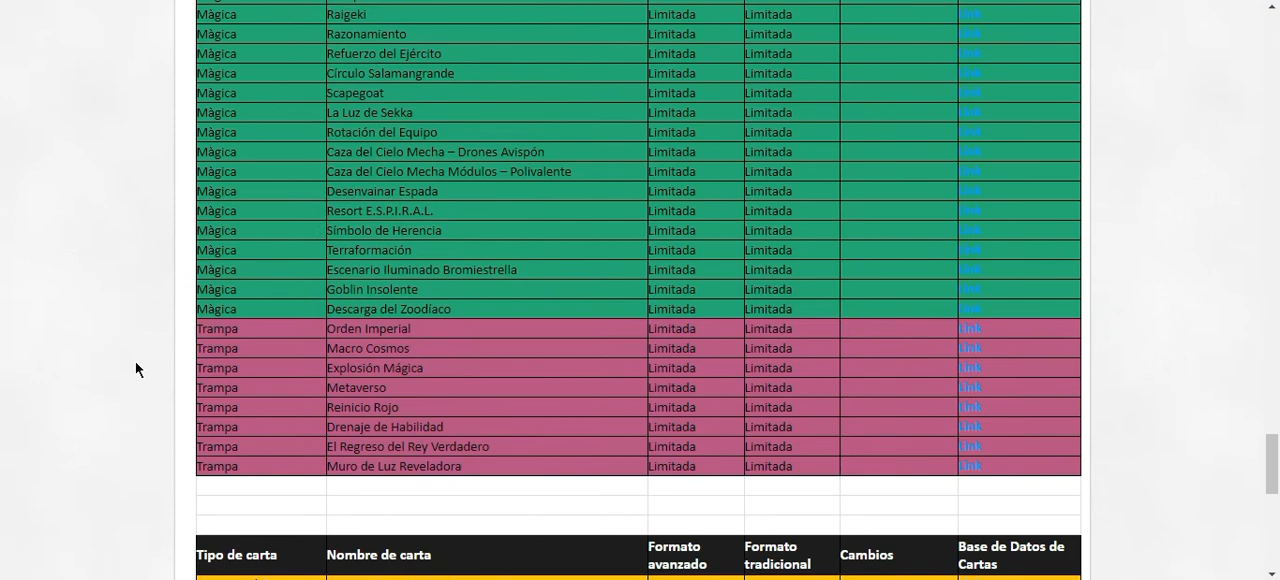 Màgica Raigeki Limitada Limitada Link
Màgica Razonamiento Limitada Limitada Link
Màgica Refuerzo del Ejército Limitada Limitada Link
Màgica Círculo Salamangrande Limitada Limitada Link
Màgica Scapegoat Limitada Limitada Link
Màgica La Luz de Sekka Limitada Limitada Link
Màgica Rotación del Equipo Limitada Limitada Link
Màgica Caza del Cielo Mecha – Drones Avispón Limitada Limitada Link
Màgica Caza del Cielo Mecha Módulos – Polivalente Limitada Limitada Link
Màgica Desenvainar Espada Limitada Limitada Link
Màgica Resort E.S.P.I.R.A.L. Limitada Limitada Link
Màgica Símbolo de Herencia Limitada Limitada Link
Màgica Terraformación Limitada Limitada Link
Màgica Escenario Iluminado Bromiestrella Limitada Limitada Link
Màgica Goblin Insolente Limitada Limitada Link
Màgica Descarga del Zoodíaco Limitada Limitada Link
Trampa Orden Imperial Limitada Limitada Link
Trampa Macro Cosmos Limitada Limitada Link
Trampa Explosión Mágica Limitada Limitada Link
Trampa Metaverso Limitada Limitada Link
Trampa Reinicio Rojo Limitada Limitada Link
Trampa Drenaje de Habilidad Limitada Limitada Link
Trampa El Regreso del Rey Verdadero Limitada Limitada Link
Trampa Muro de Luz Reveladora Limitada Limitada Link
Tipo de carta Nombre de carta Formato avanzado Formato tradicional Cambios Base de Datos de Cartas